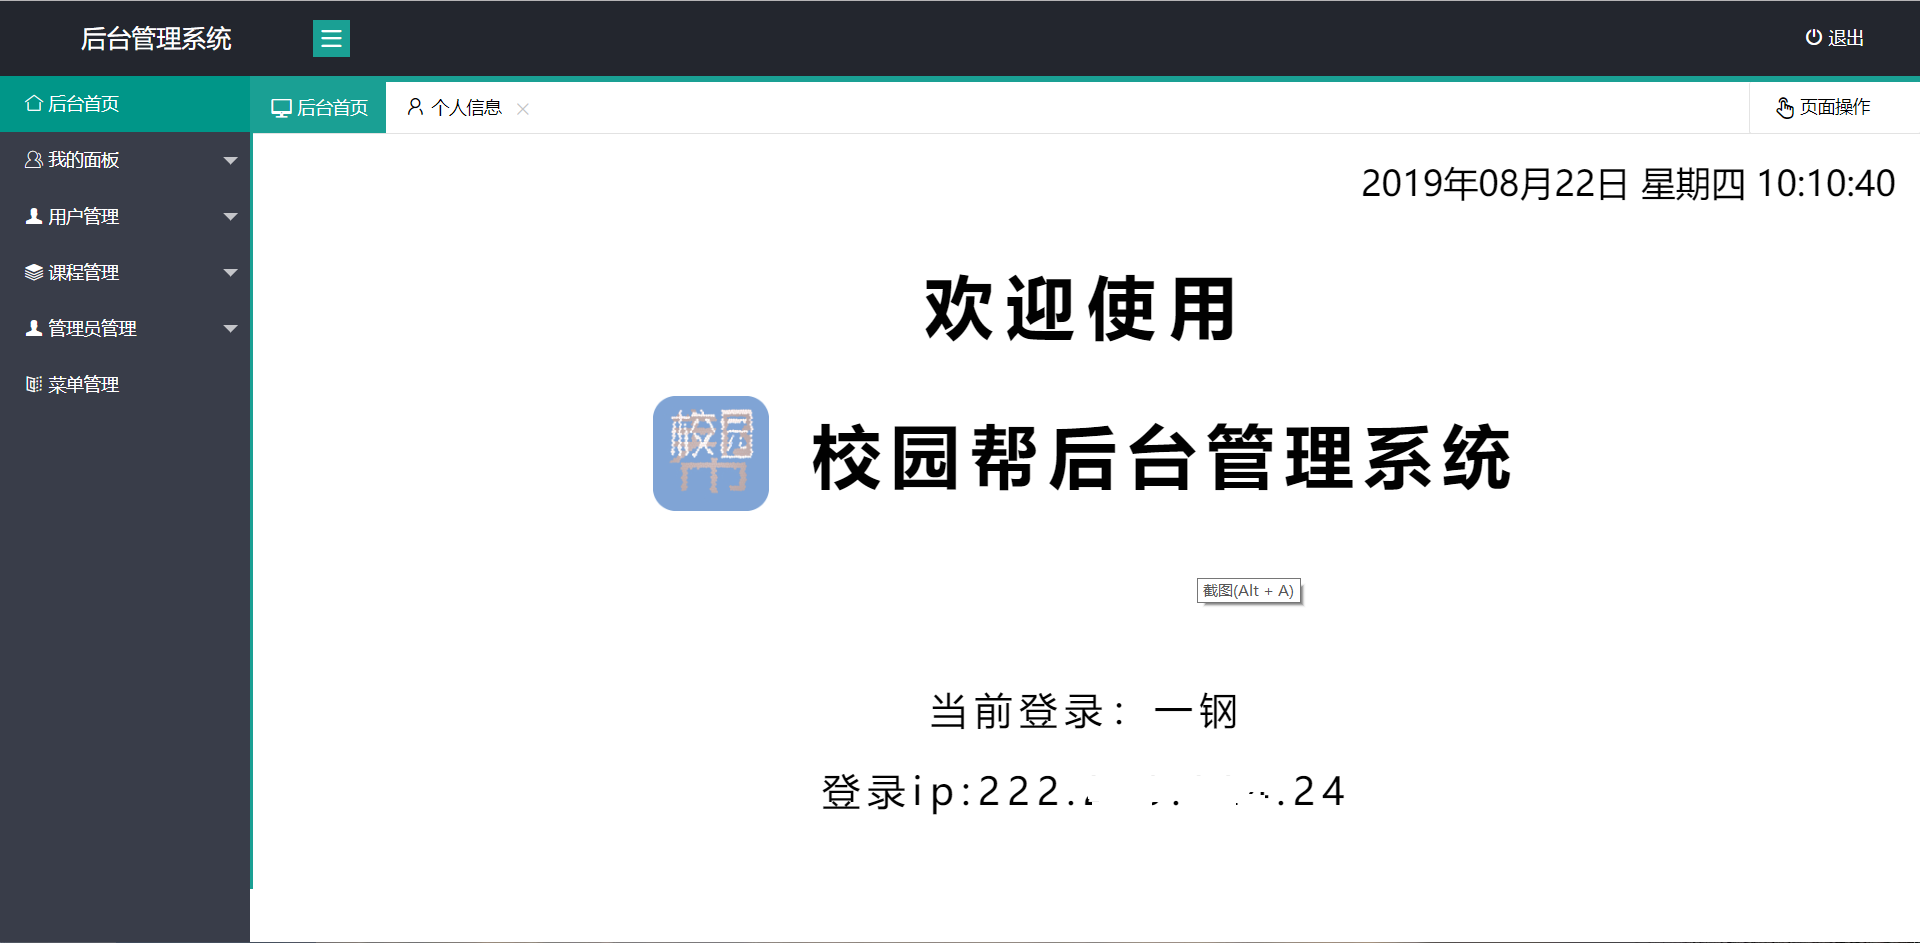 后台管理系统
退出
后台首页
我的面板
用户管理
课程管理
管理员管理
菜单管理
后台首页
个人信息
页面操作
2019年08月22日 星期四 10:10:40
欢迎使用
校园帮
校园帮后台管理系统
截图(Alt + A)
当前登录：一钢
登录ip:222.
.24